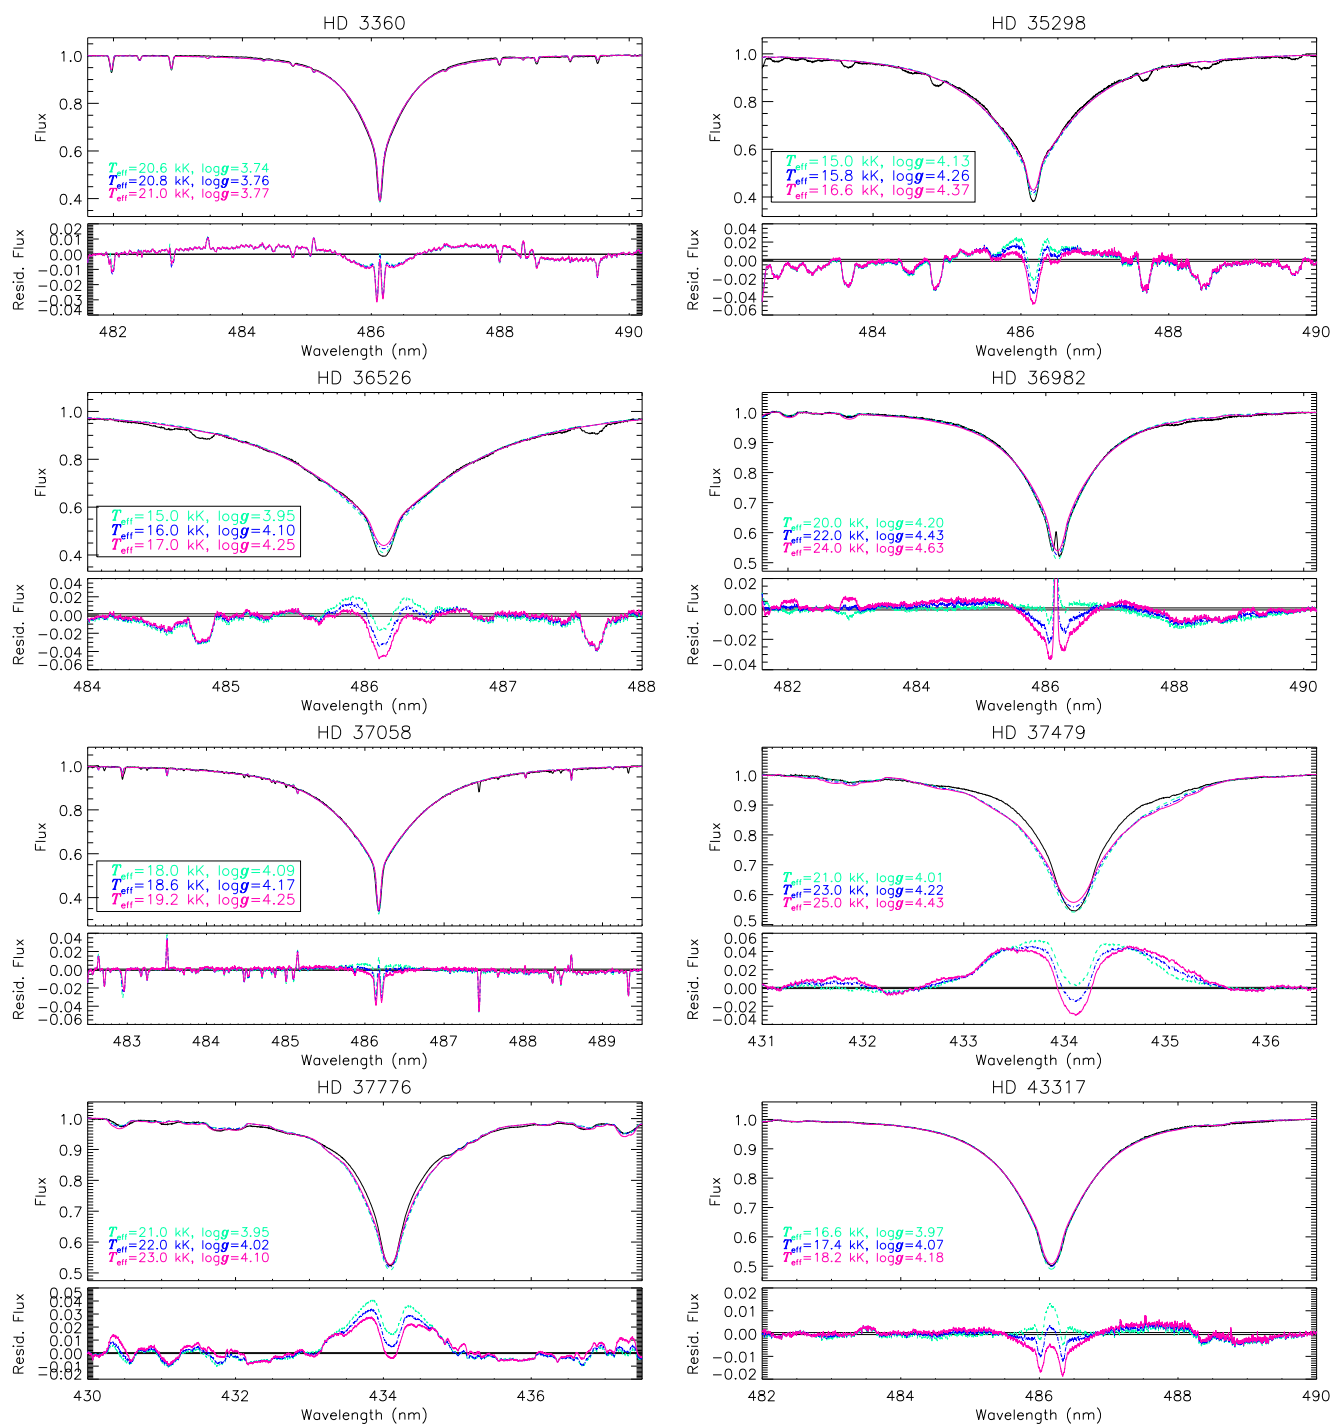 HD 3360
1.0
0.8
0.6
0.4
Flux
Teff=20.6 kK, logg=3.74
Teff=20.8 kK, logg=3.76
Teff=21.0 kK, logg=3.77
0.02
0.01
0.00
−0.01
−0.02
−0.03
−0.04
Resid. Flux
482 484 486 488 490
Wavelength (nm)
HD 35298
1.0
0.8
0.6
0.4
Flux
Teff=15.0 kK, logg=4.13
Teff=15.8 kK, logg=4.26
Teff=16.6 kK, logg=4.37
0.04
0.02
0.00
−0.02
−0.04
−0.06
Resid. Flux
484 486 488 490
Wavelength (nm)
HD 36526
1.0
0.8
0.6
0.4
Flux
Teff=15.0 kK, logg=3.95
Teff=16.0 kK, logg=4.10
Teff=17.0 kK, logg=4.25
0.04
0.02
0.00
−0.02
−0.04
−0.06
Resid. Flux
484 485 486 487 488
Wavelength (nm)
HD 36982
1.0
0.9
0.8
0.7
0.6
0.5
Flux
Teff=20.0 kK, logg=4.20
Teff=22.0 kK, logg=4.43
Teff=24.0 kK, logg=4.63
0.02
0.00
−0.02
−0.04
Resid. Flux
482 484 486 488 490
Wavelength (nm)
HD 37058
1.0
0.8
0.6
0.4
Flux
Teff=18.0 kK, logg=4.09
Teff=18.6 kK, logg=4.17
Teff=19.2 kK, logg=4.25
0.04
0.02
0.00
−0.02
−0.04
−0.06
Resid. Flux
483 484 485 486 487 488 489
Wavelength (nm)
HD 37479
1.0
0.9
0.8
0.7
0.6
0.5
Flux
Teff=21.0 kK, logg=4.01
Teff=23.0 kK, logg=4.22
Teff=25.0 kK, logg=4.43
0.06
0.04
0.02
0.00
−0.02
−0.04
Resid. Flux
431 432 433 434 435 436
Wavelength (nm)
HD 37776
1.0
0.9
0.8
0.7
0.6
0.5
Flux
Teff=21.0 kK, logg=3.95
Teff=22.0 kK, logg=4.02
Teff=23.0 kK, logg=4.10
0.05
0.04
0.03
0.02
0.01
0.00
−0.01
−0.02
Resid. Flux
430 432 434 436
Wavelength (nm)
HD 43317
1.0
0.9
0.8
0.7
0.6
0.5
Flux
Teff=16.6 kK, logg=3.97
Teff=17.4 kK, logg=4.07
Teff=18.2 kK, logg=4.18
0.02
0.01
0.00
−0.01
−0.02
Resid. Flux
482 484 486 488 490
Wavelength (nm)